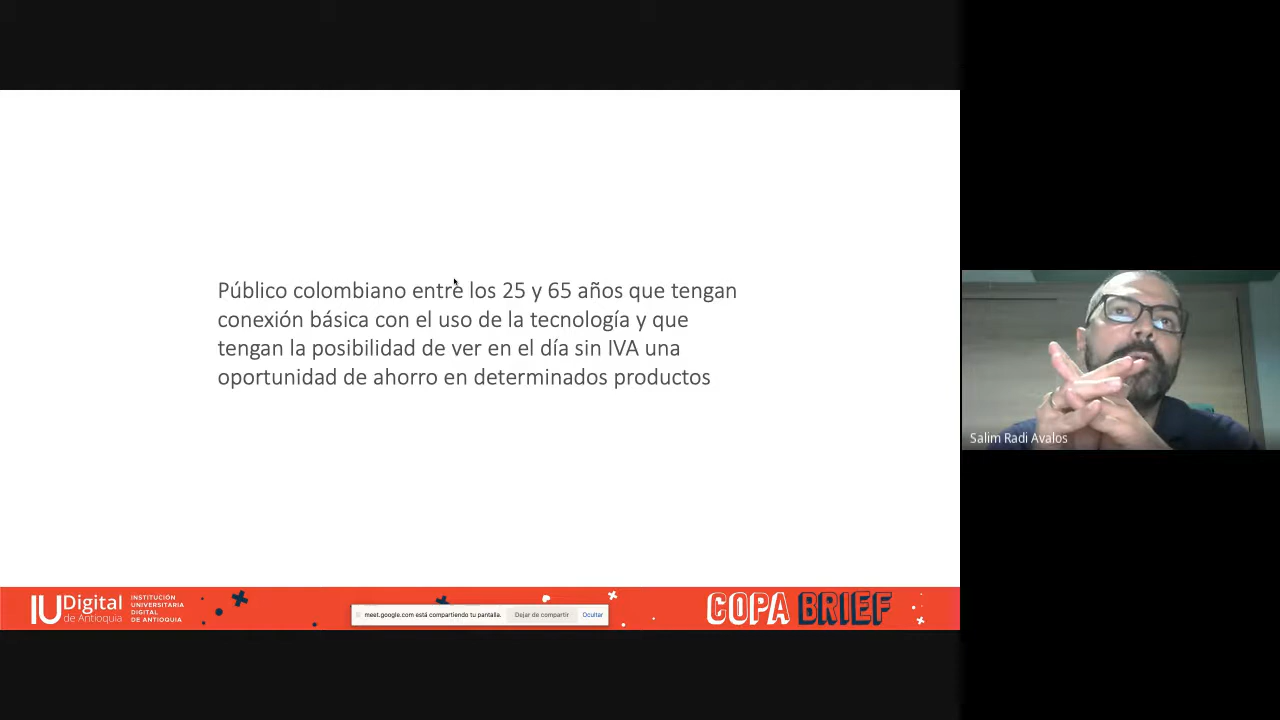 Público colombiano entre los 25 y 65 años que tengan
conexión básica con el uso de la tecnología y que
tengan la posibilidad de ver en el día sin IVA una
oportunidad de ahorro en determinados productos
Salim Radi Avalos
IU Digital
de Antioquia
INSTITUCIÓN
UNIVERSITARIA
DIGITAL
DE ANTIOQUIA
meet.google.com está compartiendo tu pantalla.
Dejar de compartir
Ocultar
COPA BRIEF